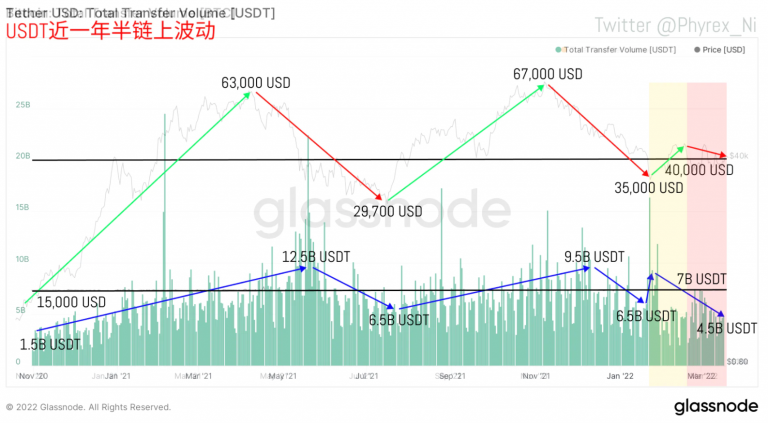 Tether USD: Total Transfer Volume [USDT]
USDT近一年半链上波动
Twitter @Phyrex_Ni
Total Transfer Volume [USDT]
Price [USD]
63,000 USD
67,000 USD
25B
20B
$40k
40,000 USD
35,000 USD
29,700 USD
glassnode
15B
12.5B USDT
9.5B USDT
10B
7B USDT
15,000 USD
5B
6.5B USDT
6.5B USDT
4.5B USDT
1.5B USDT
0
Nov '20
Jan '21
Mar '21
May '21
Jul '21
Sep '21
Nov '21
Jan '22
Mar '22
© 2022 Glassnode. All Rights Reserved.
glassnode